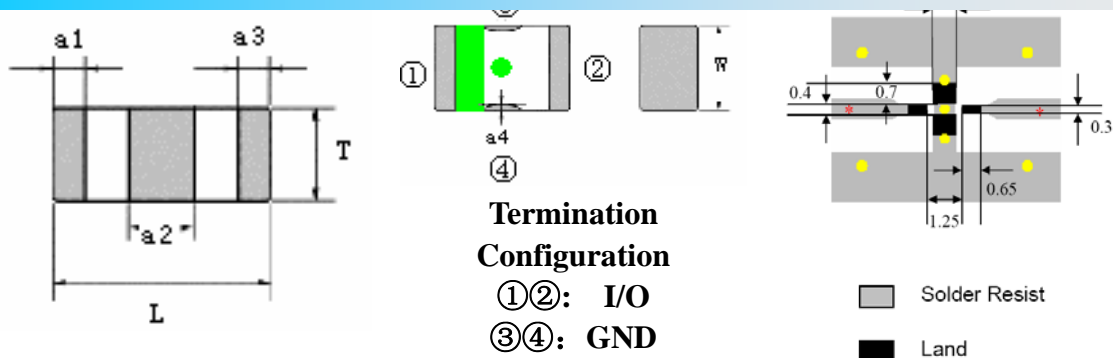 a1
a3
T
a2
L
①
②
W
a4
④
Termination
Configuration
①②: I/O
③④: GND
0.4
0.7
0.3
0.65
1.25
Solder Resist
Land